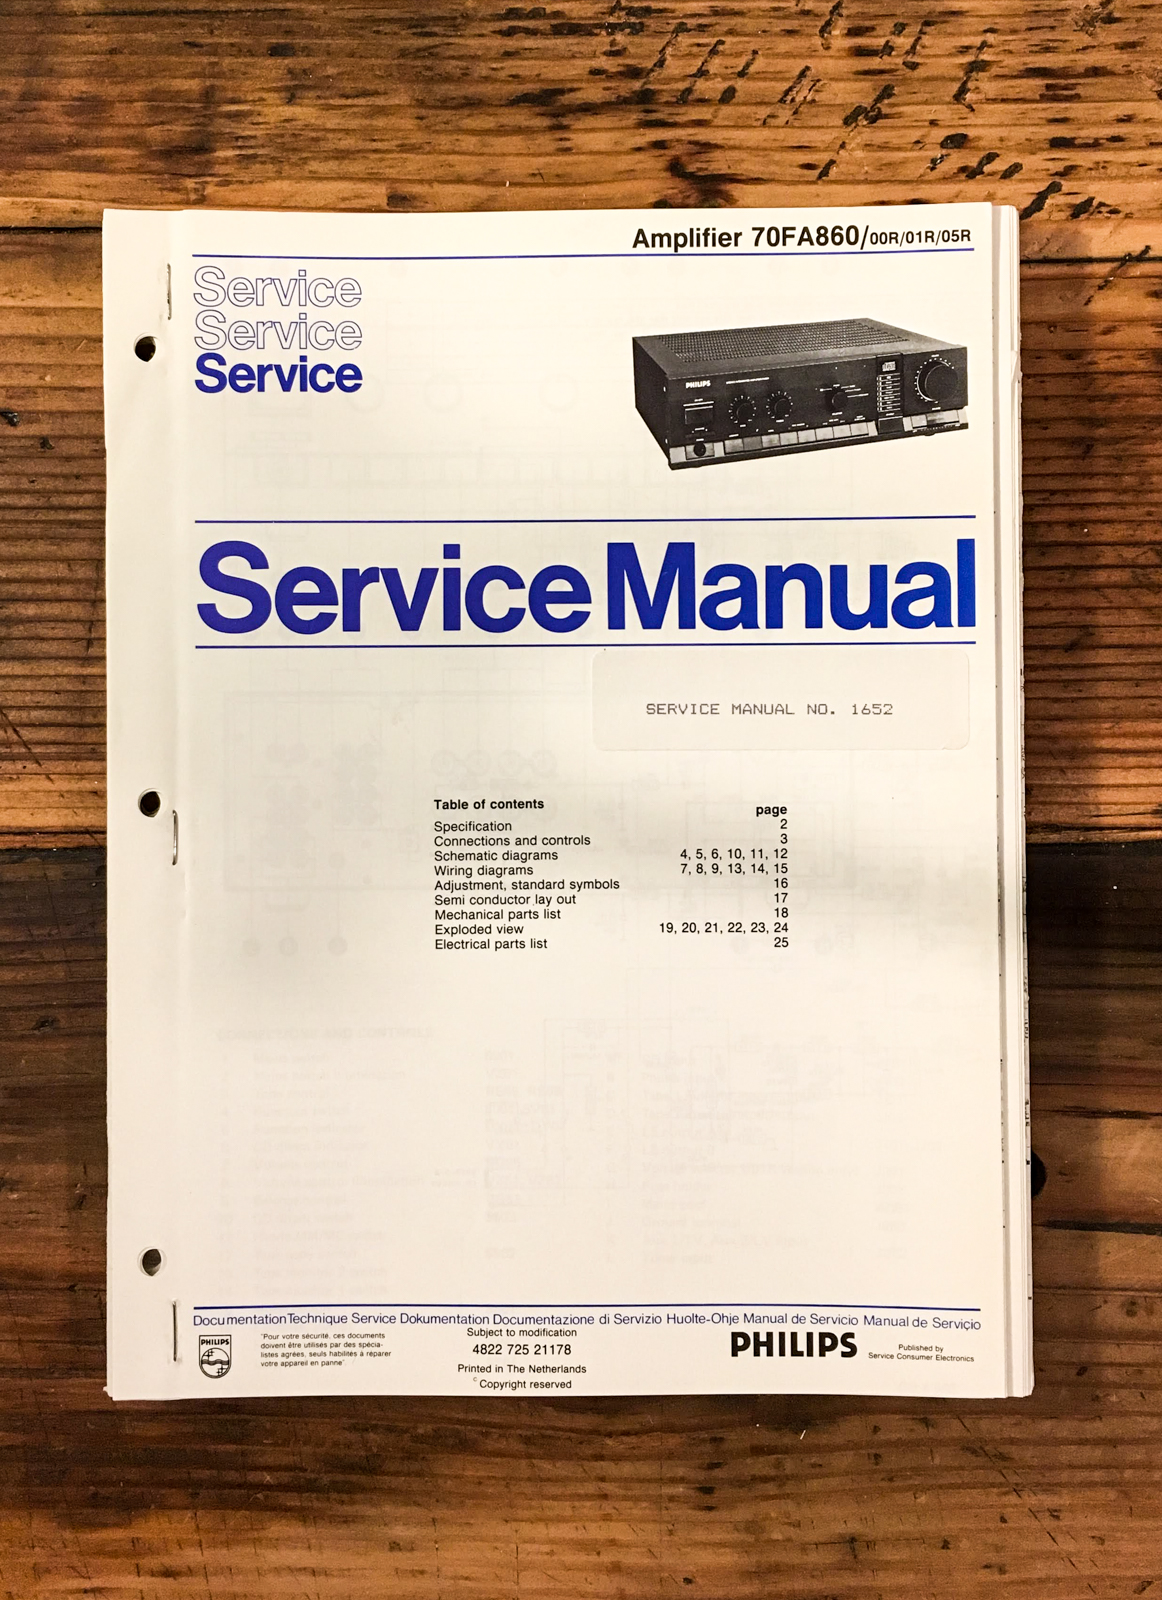 Amplifier 70FA860/00R/01R/05R
Service
Service
Service
PHILIPS
Service Manual
SERVICE MANUAL NO. 1652
Table of contents page
Specification 2
Connections and controls 3
Schematic diagrams 4, 5, 6, 10, 11, 12
Wiring diagrams 7, 8, 9, 13, 14, 15
Adjustment, standard symbols 16
Semi conductor lay out 17
Mechanical parts list 18
Exploded view 19, 20, 21, 22, 23, 24
Electrical parts list 25
Documentation Technique Service Dokumentation Documentazione di Servizio Huolte-Ohje Manual de Servicio Manual de Serviço
PHILIPS
"Pour votre sécurité, ces documents
doivent être utilisés par des spécia-
listes agrées, seuls habilités à réparer
votre appareil en panne".
Subject to modification
4822 725 21178
Printed in The Netherlands
© Copyright reserved
PHILIPS
Published by
Service Consumer Electronics